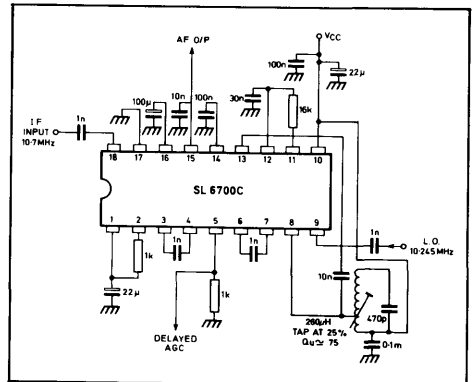 AF O/P
VCC
100n
22μ
100μ
10n
100n
30n
16k
1n
IF
INPUT
10·7MHz
18 17 16 15 14 13 12 11 10
SL 6700C
1 2 3 4 5 6 7 8 9
1n
1n
1n
L.O.
10·245MHz
1k
22μ
1k
10n
DELAYED
AGC
260μH
TAP AT 25%
Qu≃ 75
470p
0·1m